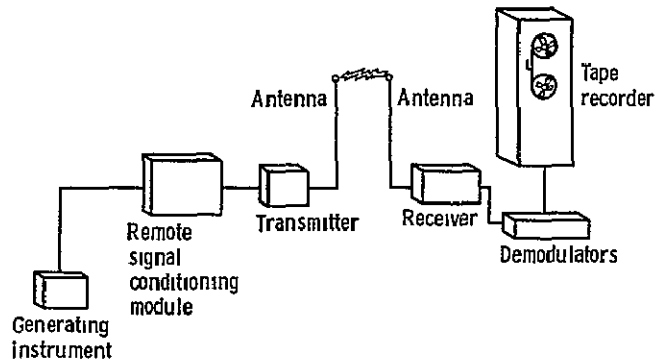 Antenna
Antenna
Tape
recorder
Transmitter
Receiver
Demodulators
Remote
signal
conditioning
module
Generating
instrument